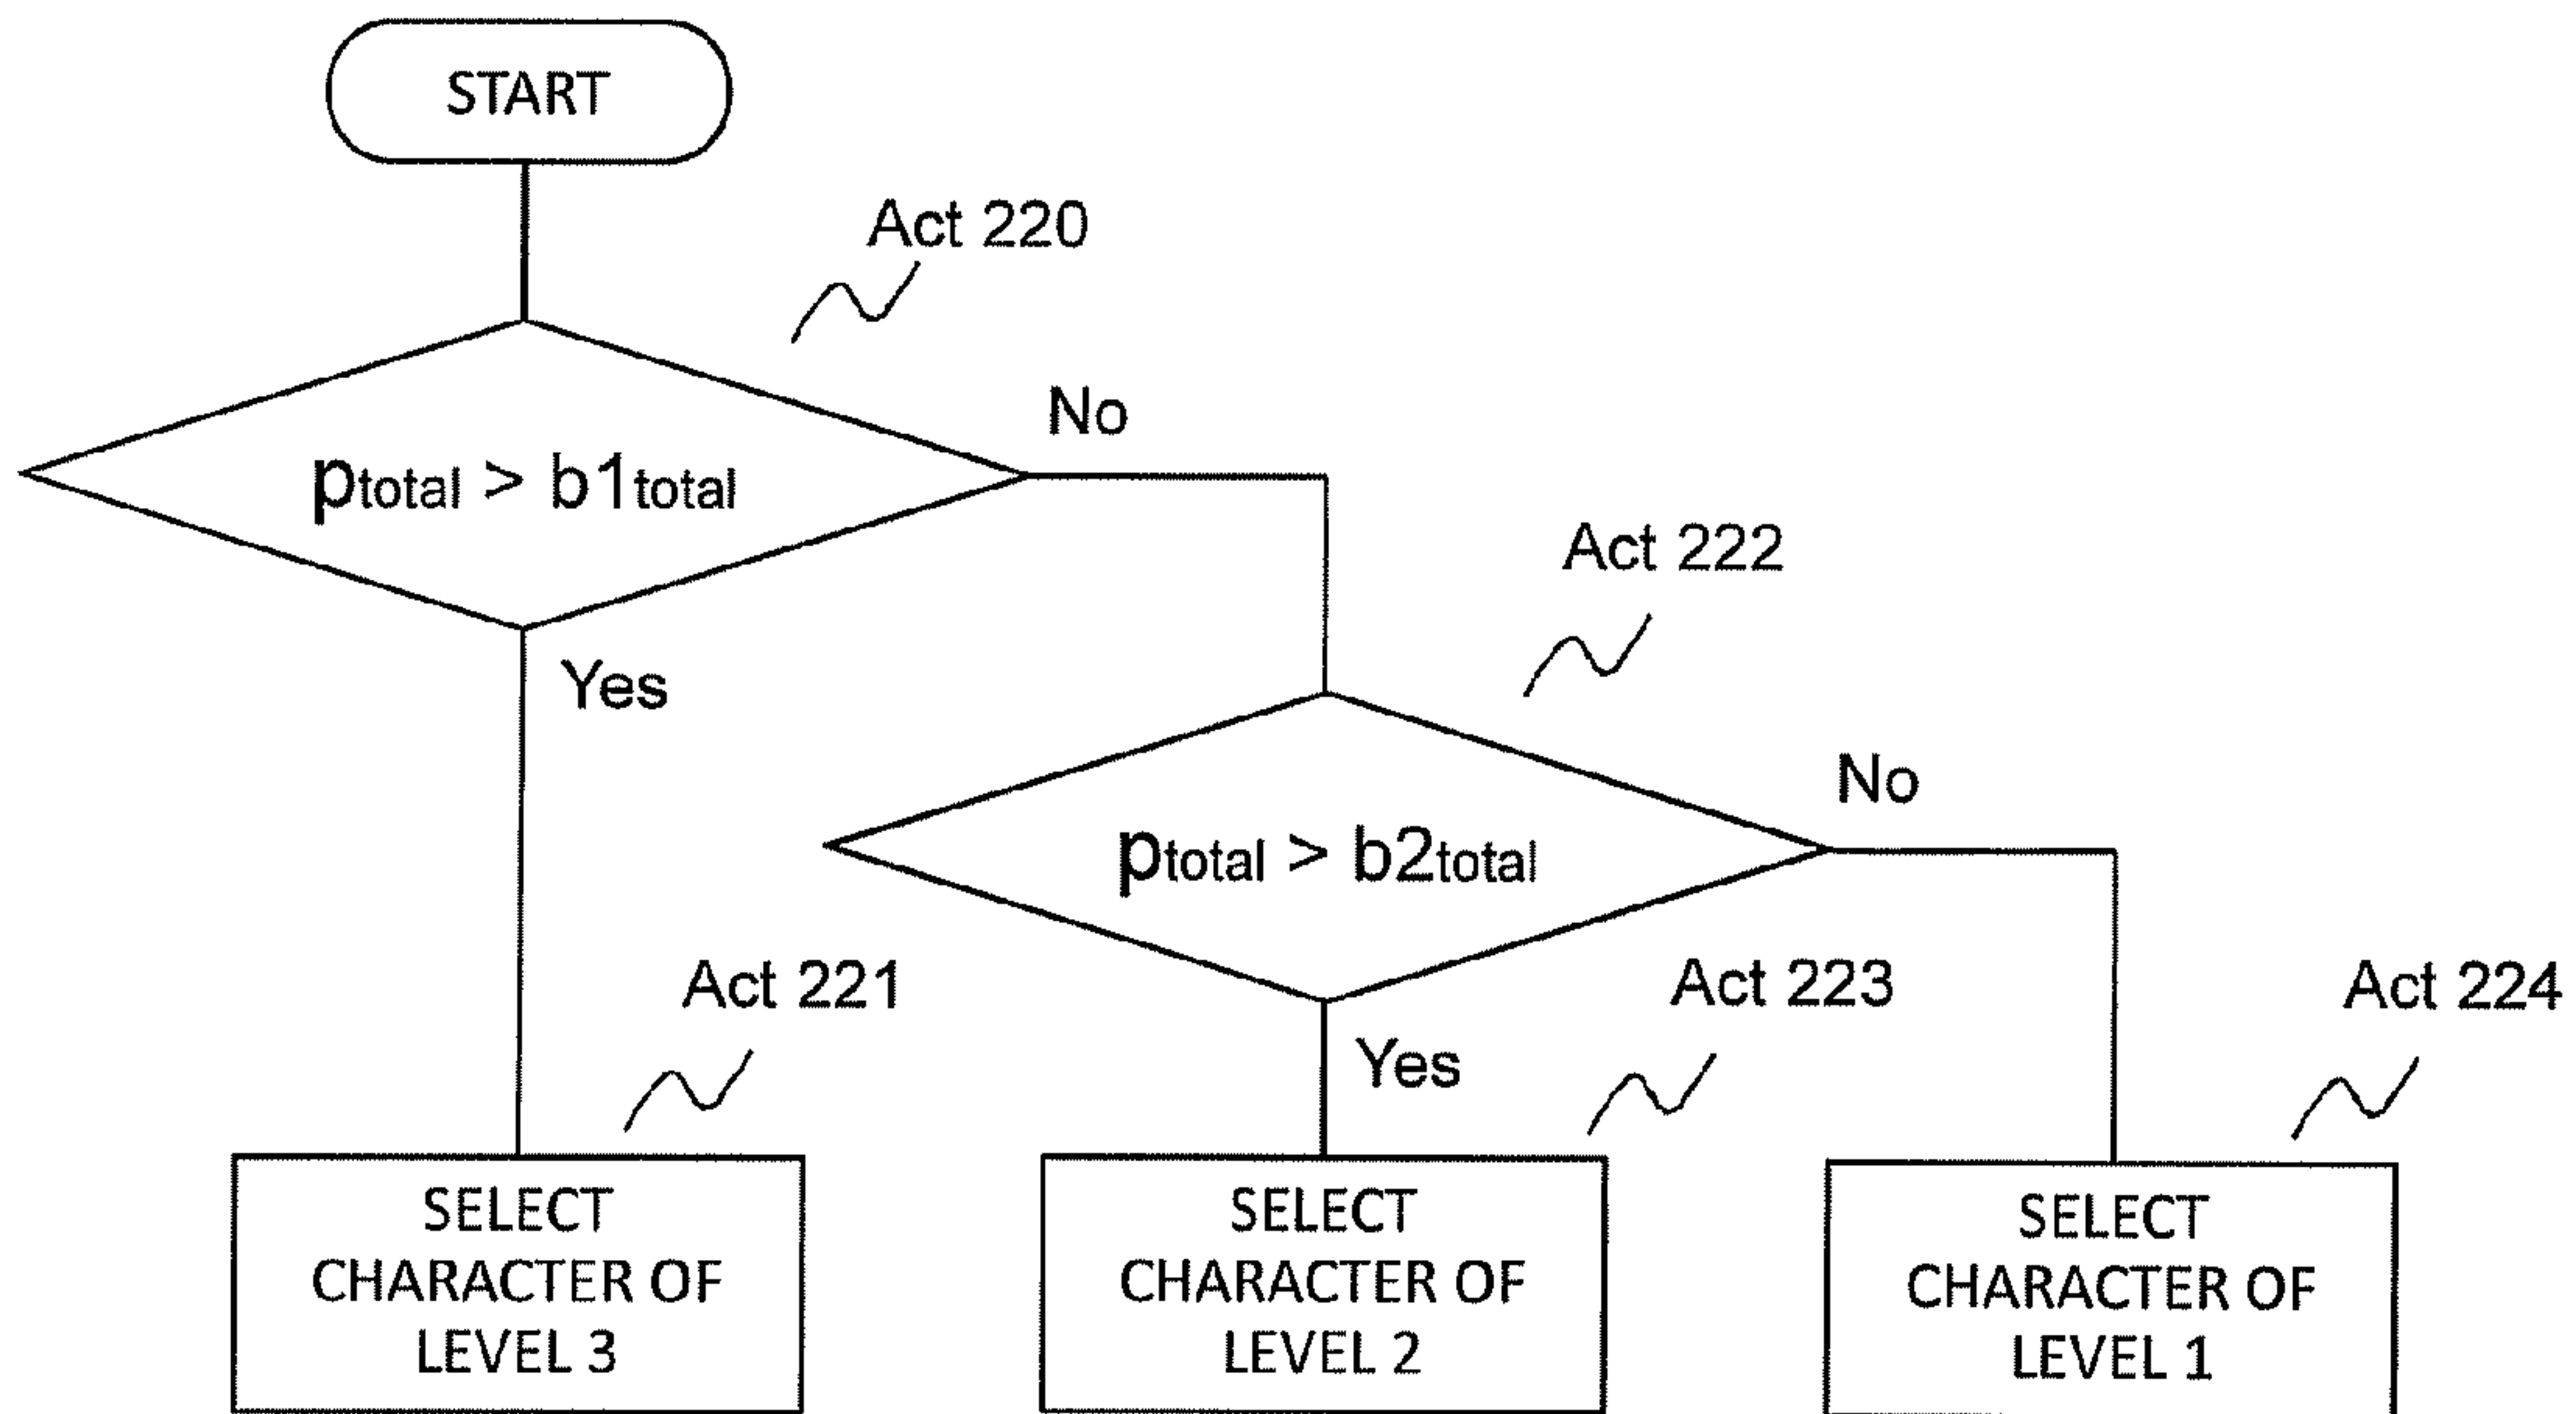 START
Act 220
No
ptotal > b1total
Act 222
Yes
No
ptotal > b2total
Act 221
Act 223
Act 224
Yes
SELECT
CHARACTER OF
LEVEL 3
SELECT
CHARACTER OF
LEVEL 2
SELECT
CHARACTER OF
LEVEL 1